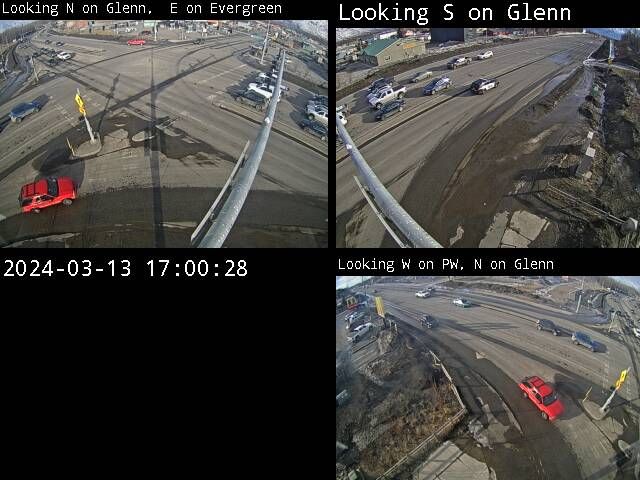 Looking N on Glenn, E on Evergreen
Looking S on Glenn
2024-03-13 17:00:28
Looking W on PW, N on Glenn